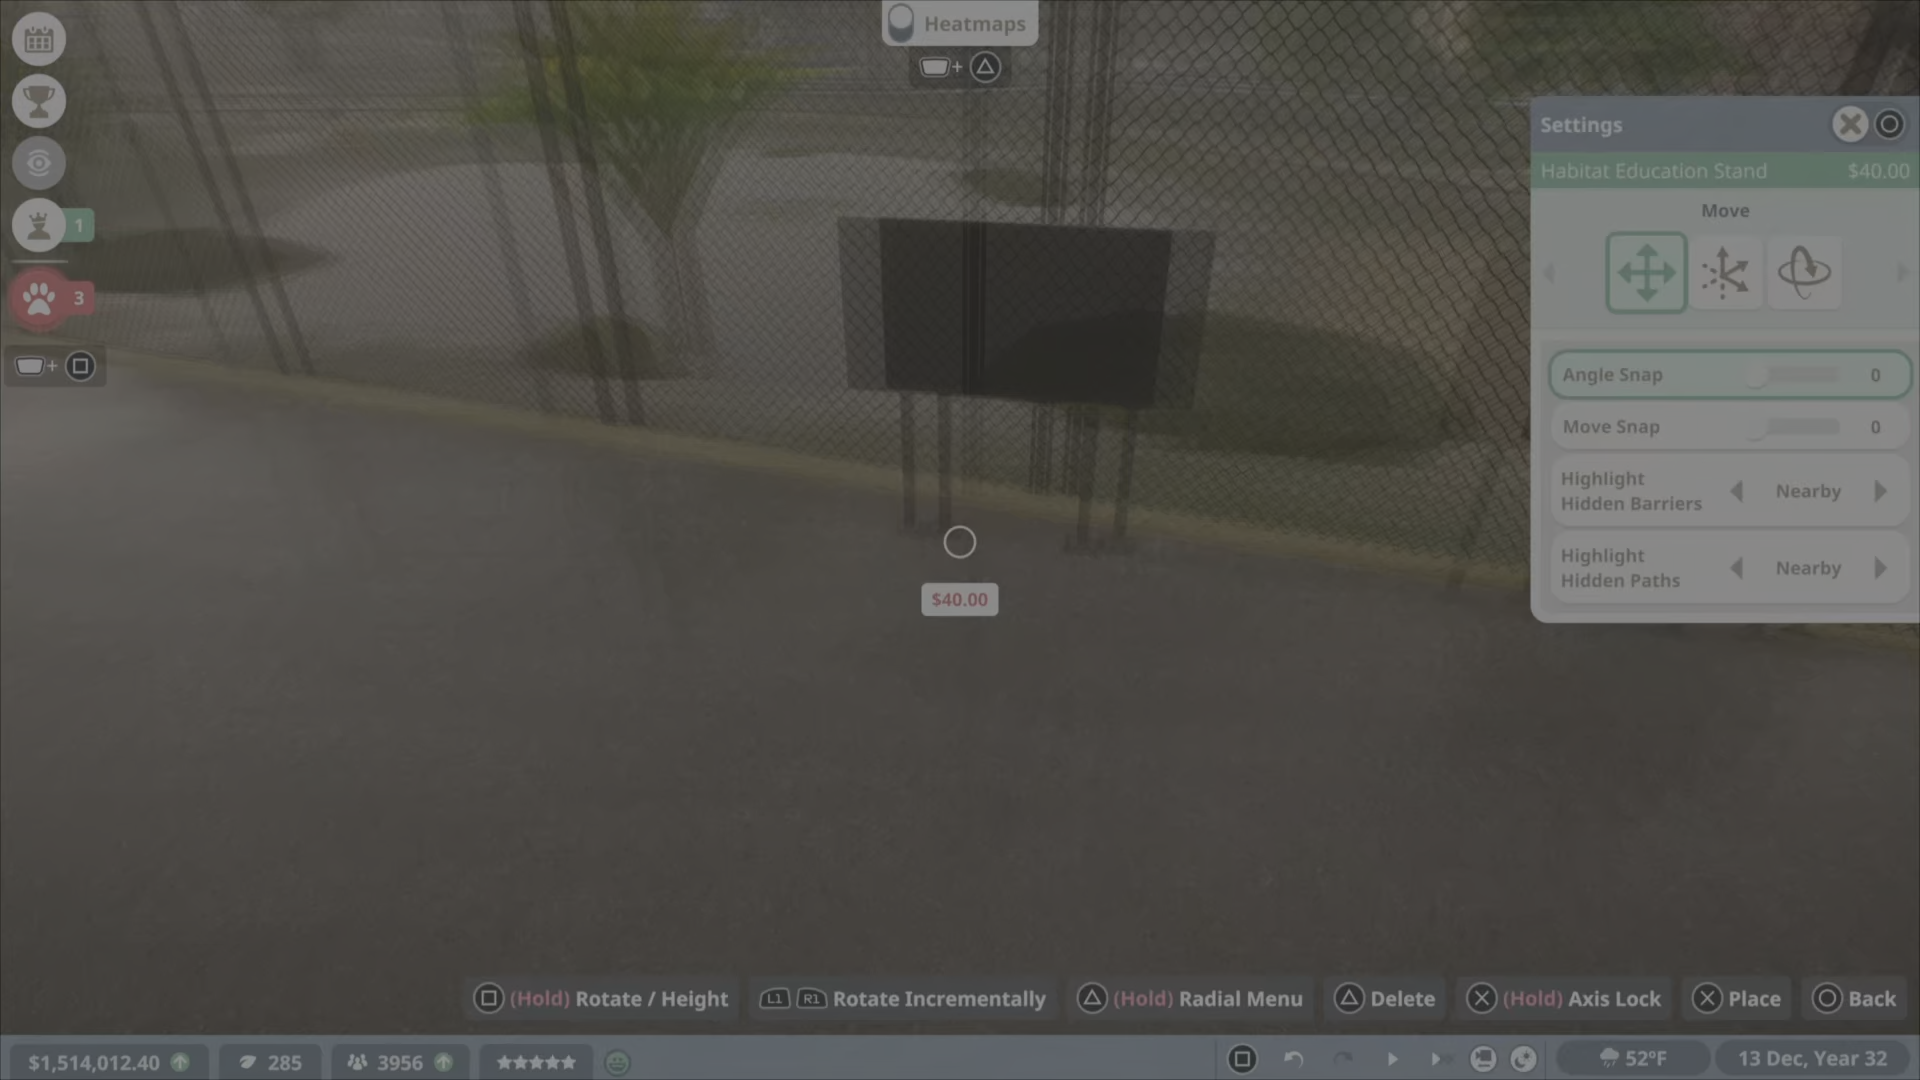 Heatmaps
+
1
3
+
Settings
Habitat Education Stand $40.00
Move
Angle Snap 0
Move Snap 0
Highlight
Hidden Barriers
Nearby
Highlight
Hidden Paths
Nearby
$40.00
(Hold) Rotate / Height
L1 R1 Rotate Incrementally
(Hold) Radial Menu
Delete
(Hold) Axis Lock
Place
Back
$1,514,012.40
285
3956
52°F
13 Dec, Year 32